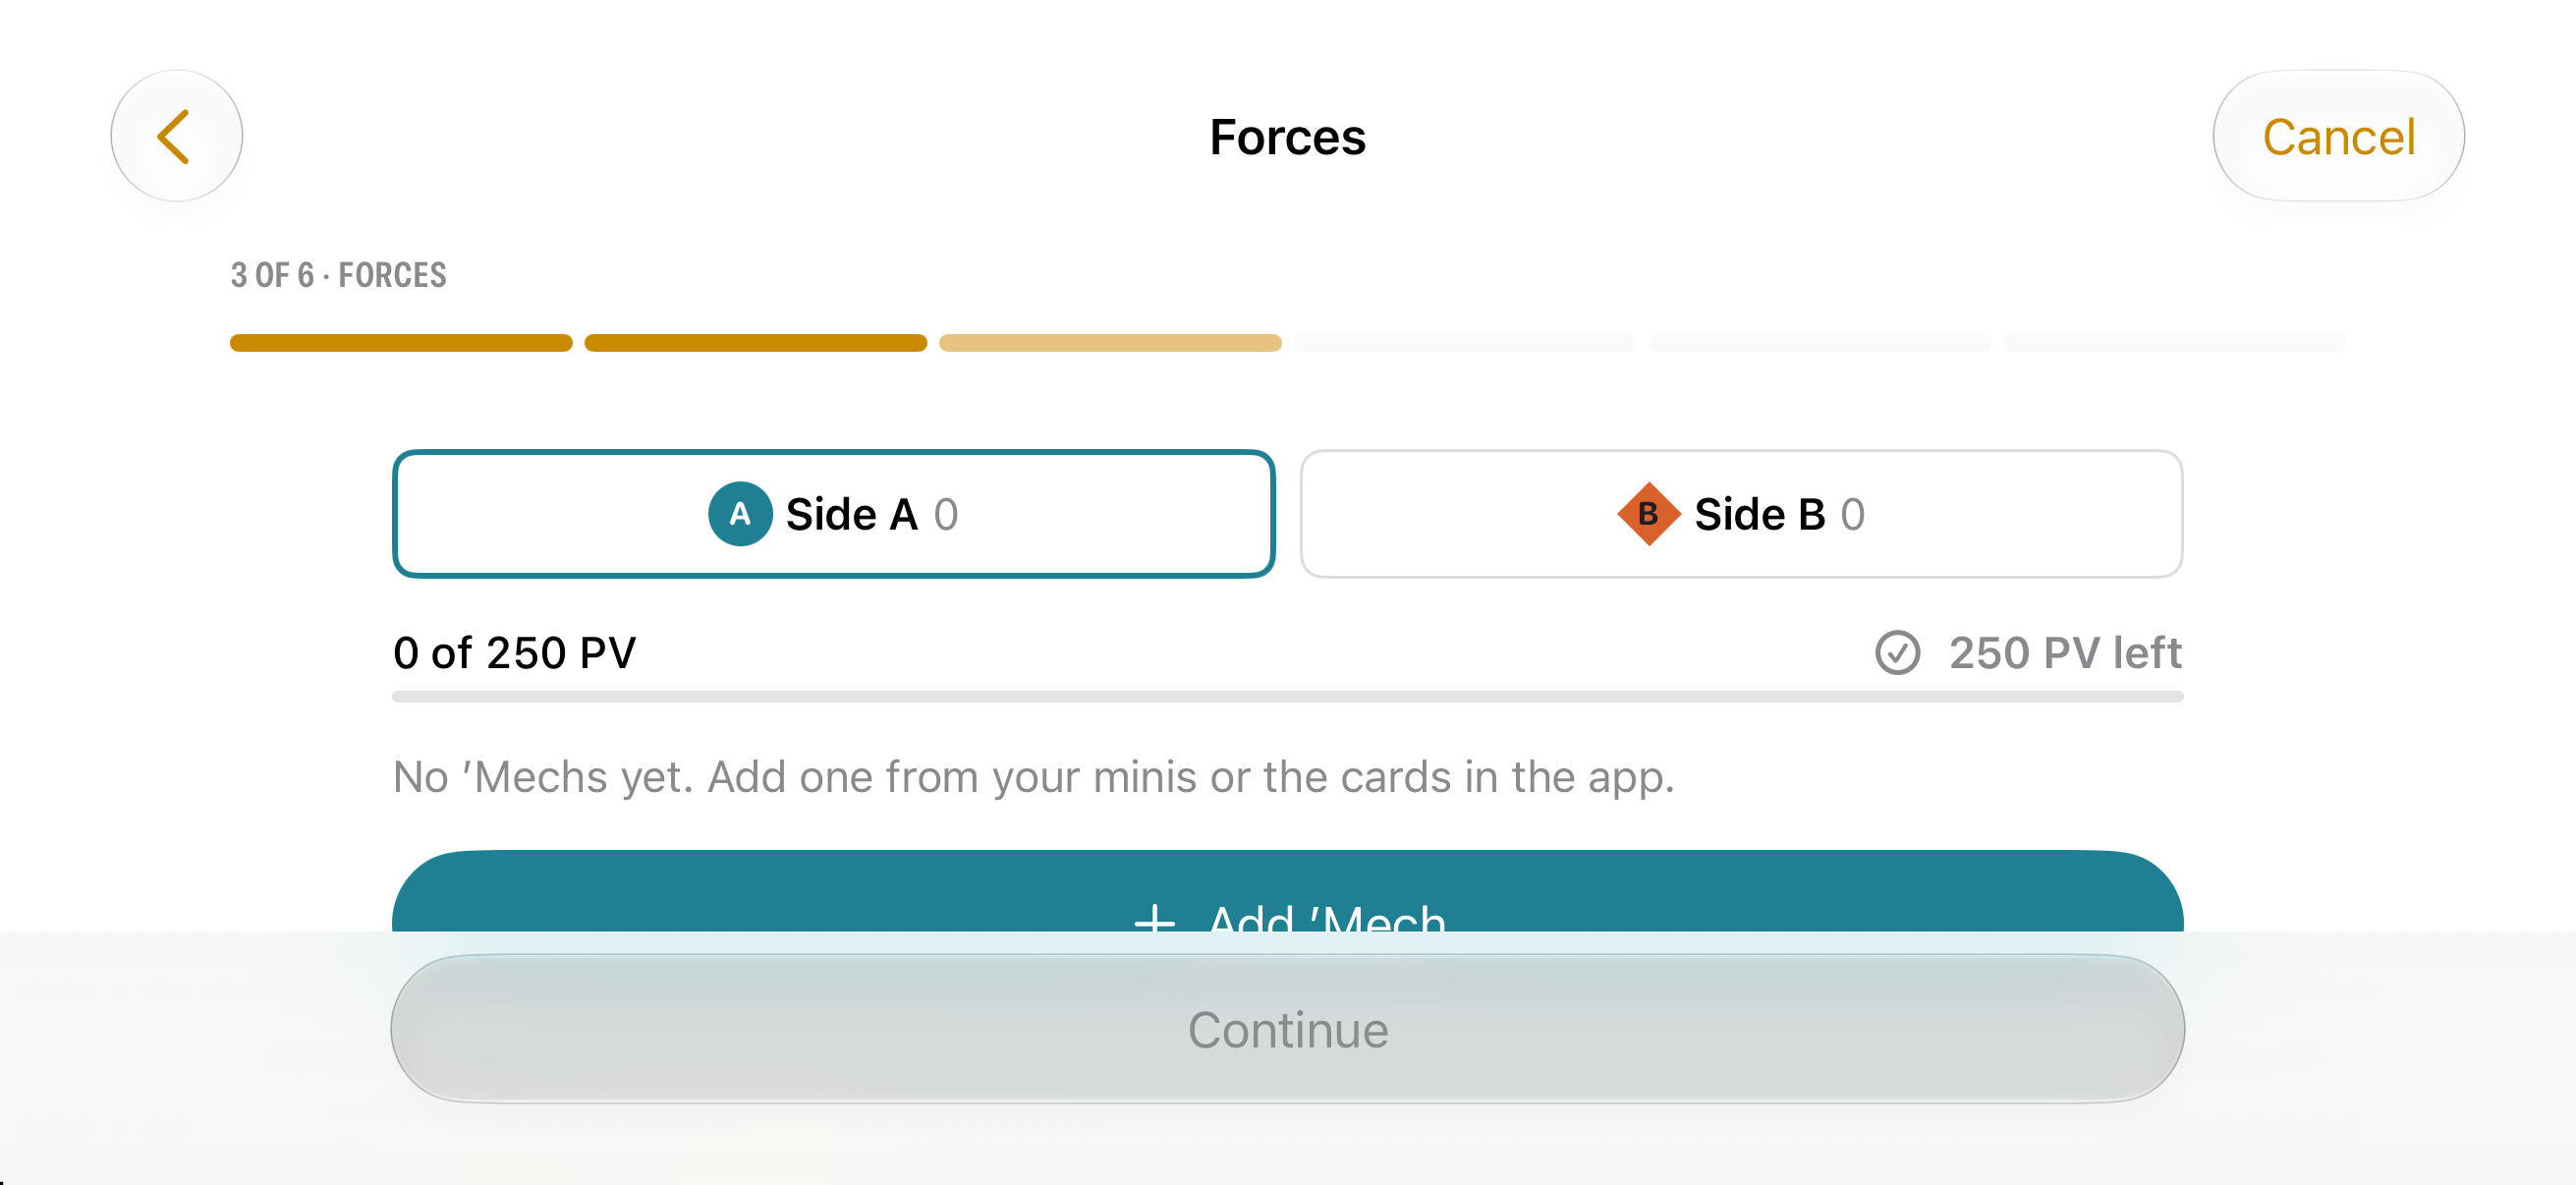 Forces
Cancel
3 OF 6 · FORCES
A Side A 0
B Side B 0
0 of 250 PV
250 PV left
No ’Mechs yet. Add one from your minis or the cards in the app.
+ Add ’Mech
Continue